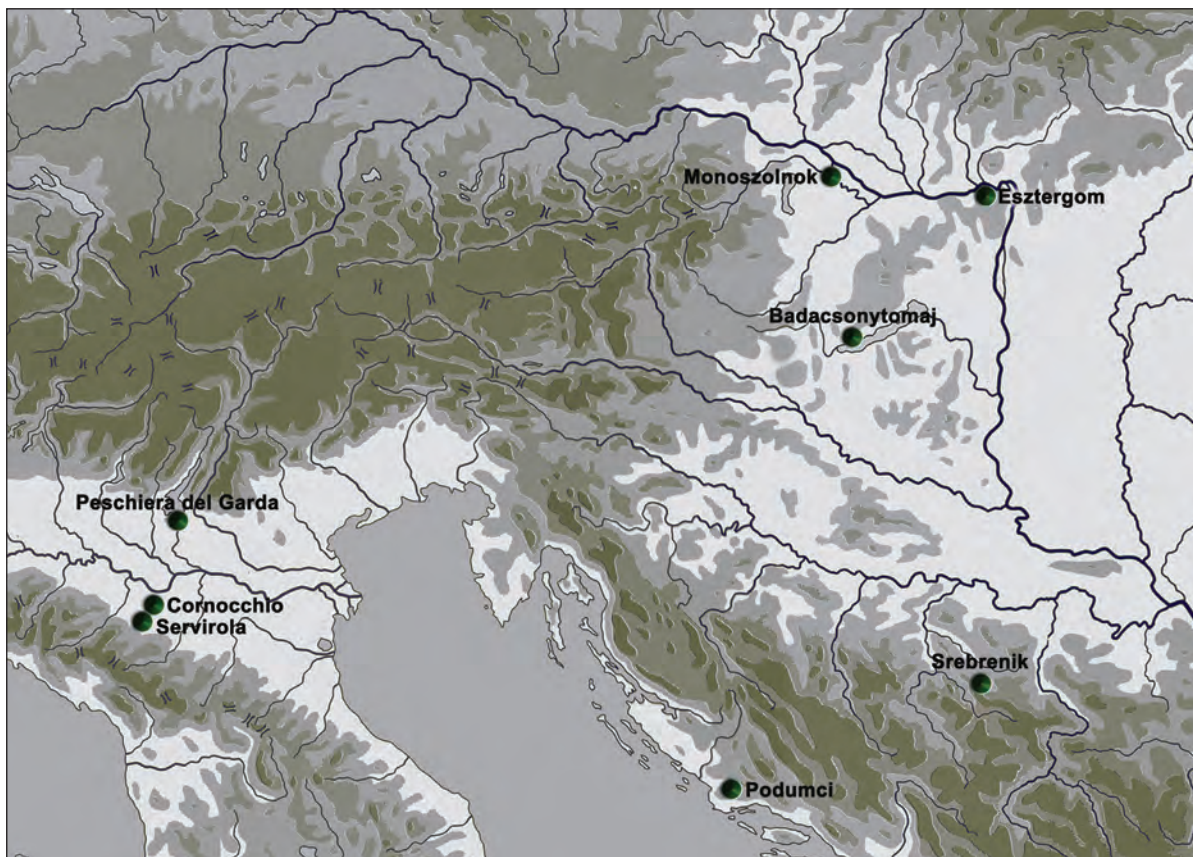 Monoszolnok
Esztergom
Badacsonytomaj
Peschiera del Garda
Cornocchio
Servirola
Srebrenik
Podumci